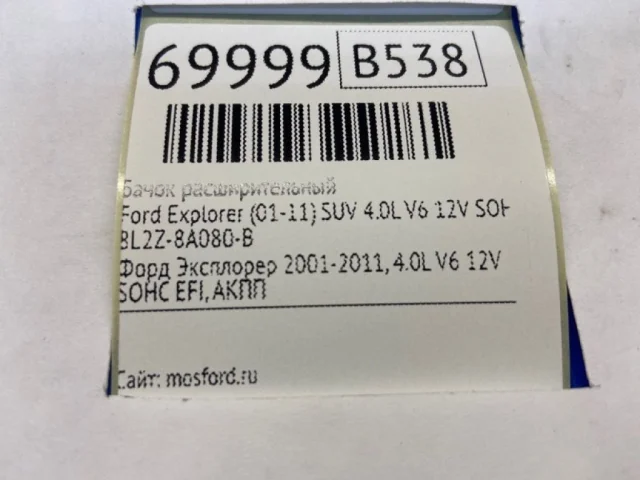 69999 B538
Бачок расширительный
Ford Explorer (01-11) SUV 4.0L V6 12V SOH
8L2Z-8A080-B
Форд Эксплорер 2001-2011, 4.0L V6 12V
SOHC EFI, АКПП
Сайт: mosford.ru